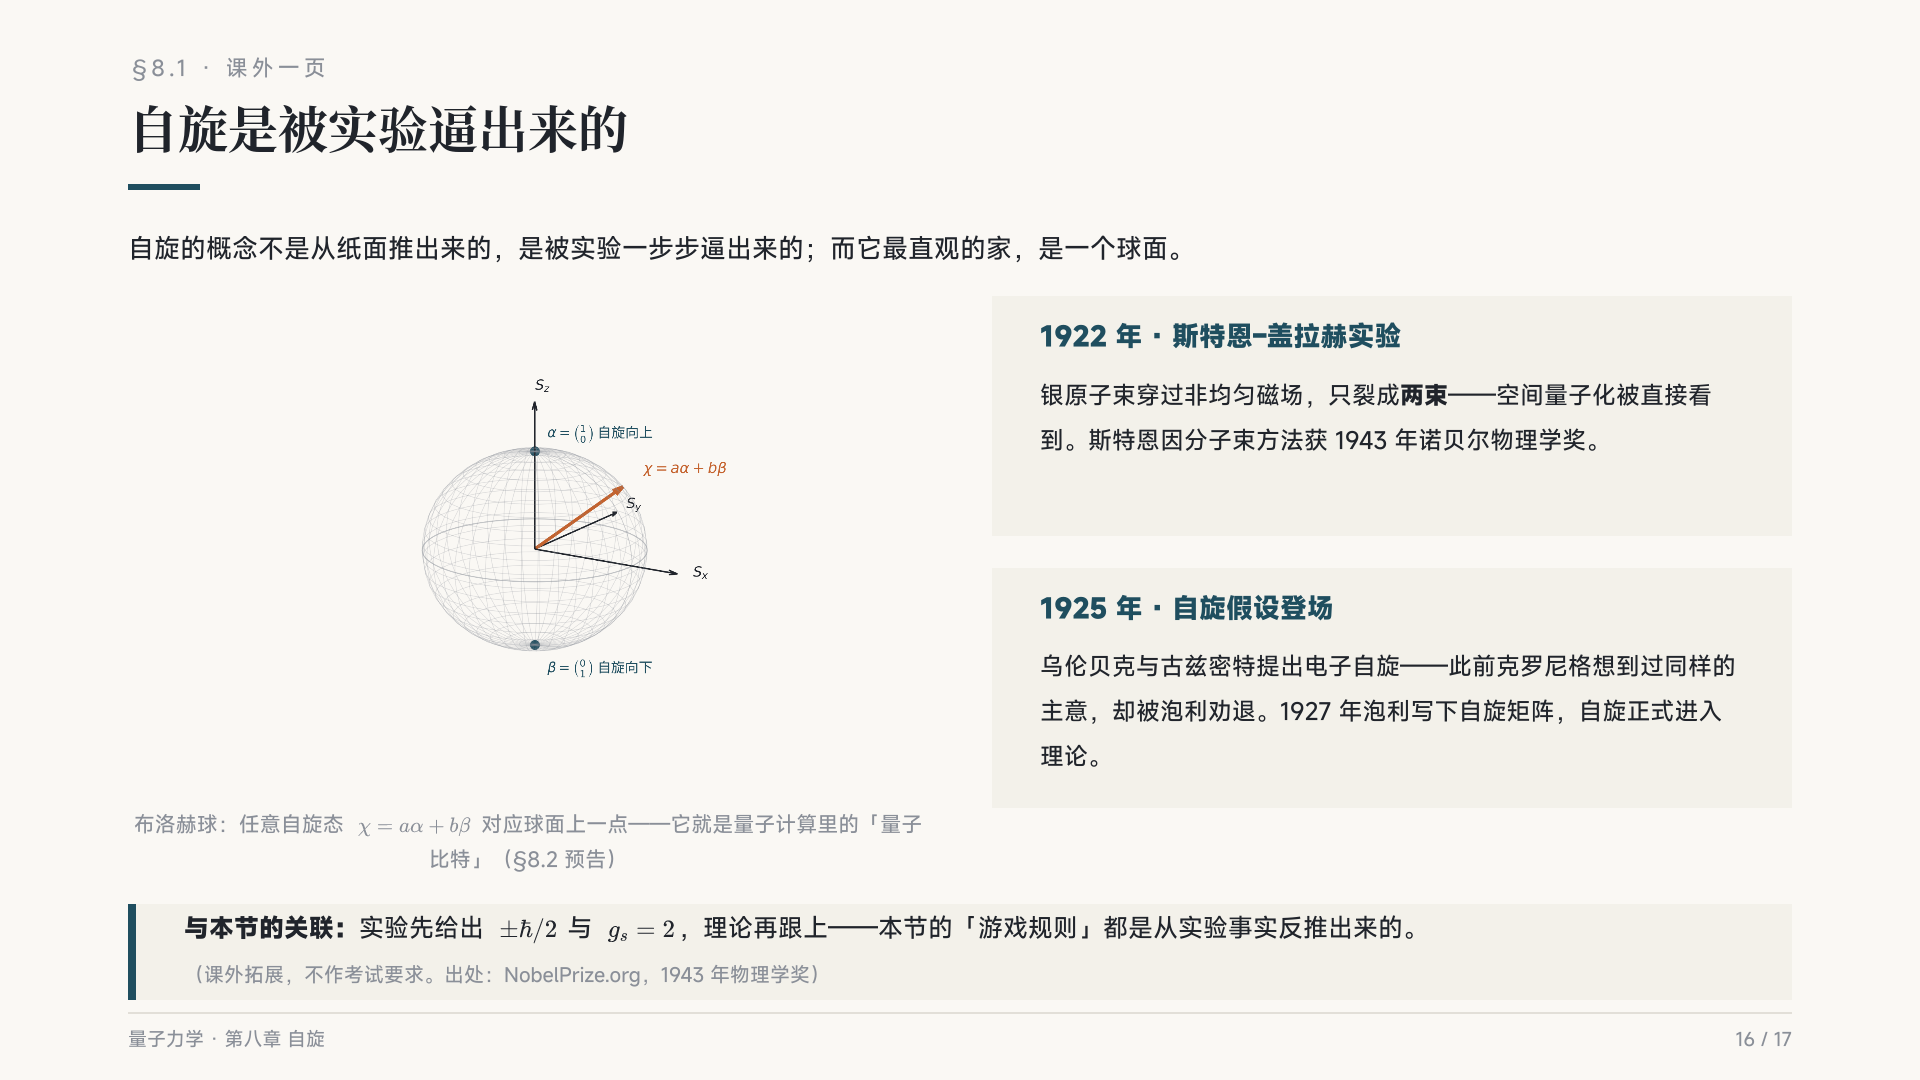 §8.1 · 课外一页
自旋是被实验逼出来的
自旋的概念不是从纸面推出来的，是被实验一步步逼出来的；而它最直观的家，是一个球面。
S_z
α = (1 0) 自旋向上
χ = aα + bβ
S_y
S_x
β = (0 1) 自旋向下
布洛赫球：任意自旋态 χ = aα + bβ 对应球面上一点——它就是量子计算里的「量子
比特」（§8.2 预告）
1922 年 · 斯特恩–盖拉赫实验
银原子束穿过非均匀磁场，只裂成两束——空间量子化被直接看
到。斯特恩因分子束方法获 1943 年诺贝尔物理学奖。
1925 年 · 自旋假设登场
乌伦贝克与古兹密特提出电子自旋——此前克罗尼格想到过同样的
主意，却被泡利劝退。1927 年泡利写下自旋矩阵，自旋正式进入
理论。
与本节的关联：实验先给出 ±ℏ/2 与 g_s = 2，理论再跟上——本节的「游戏规则」都是从实验事实反推出来的。
（课外拓展，不作考试要求。出处：NobelPrize.org，1943 年物理学奖）
量子力学 · 第八章 自旋
16 / 17